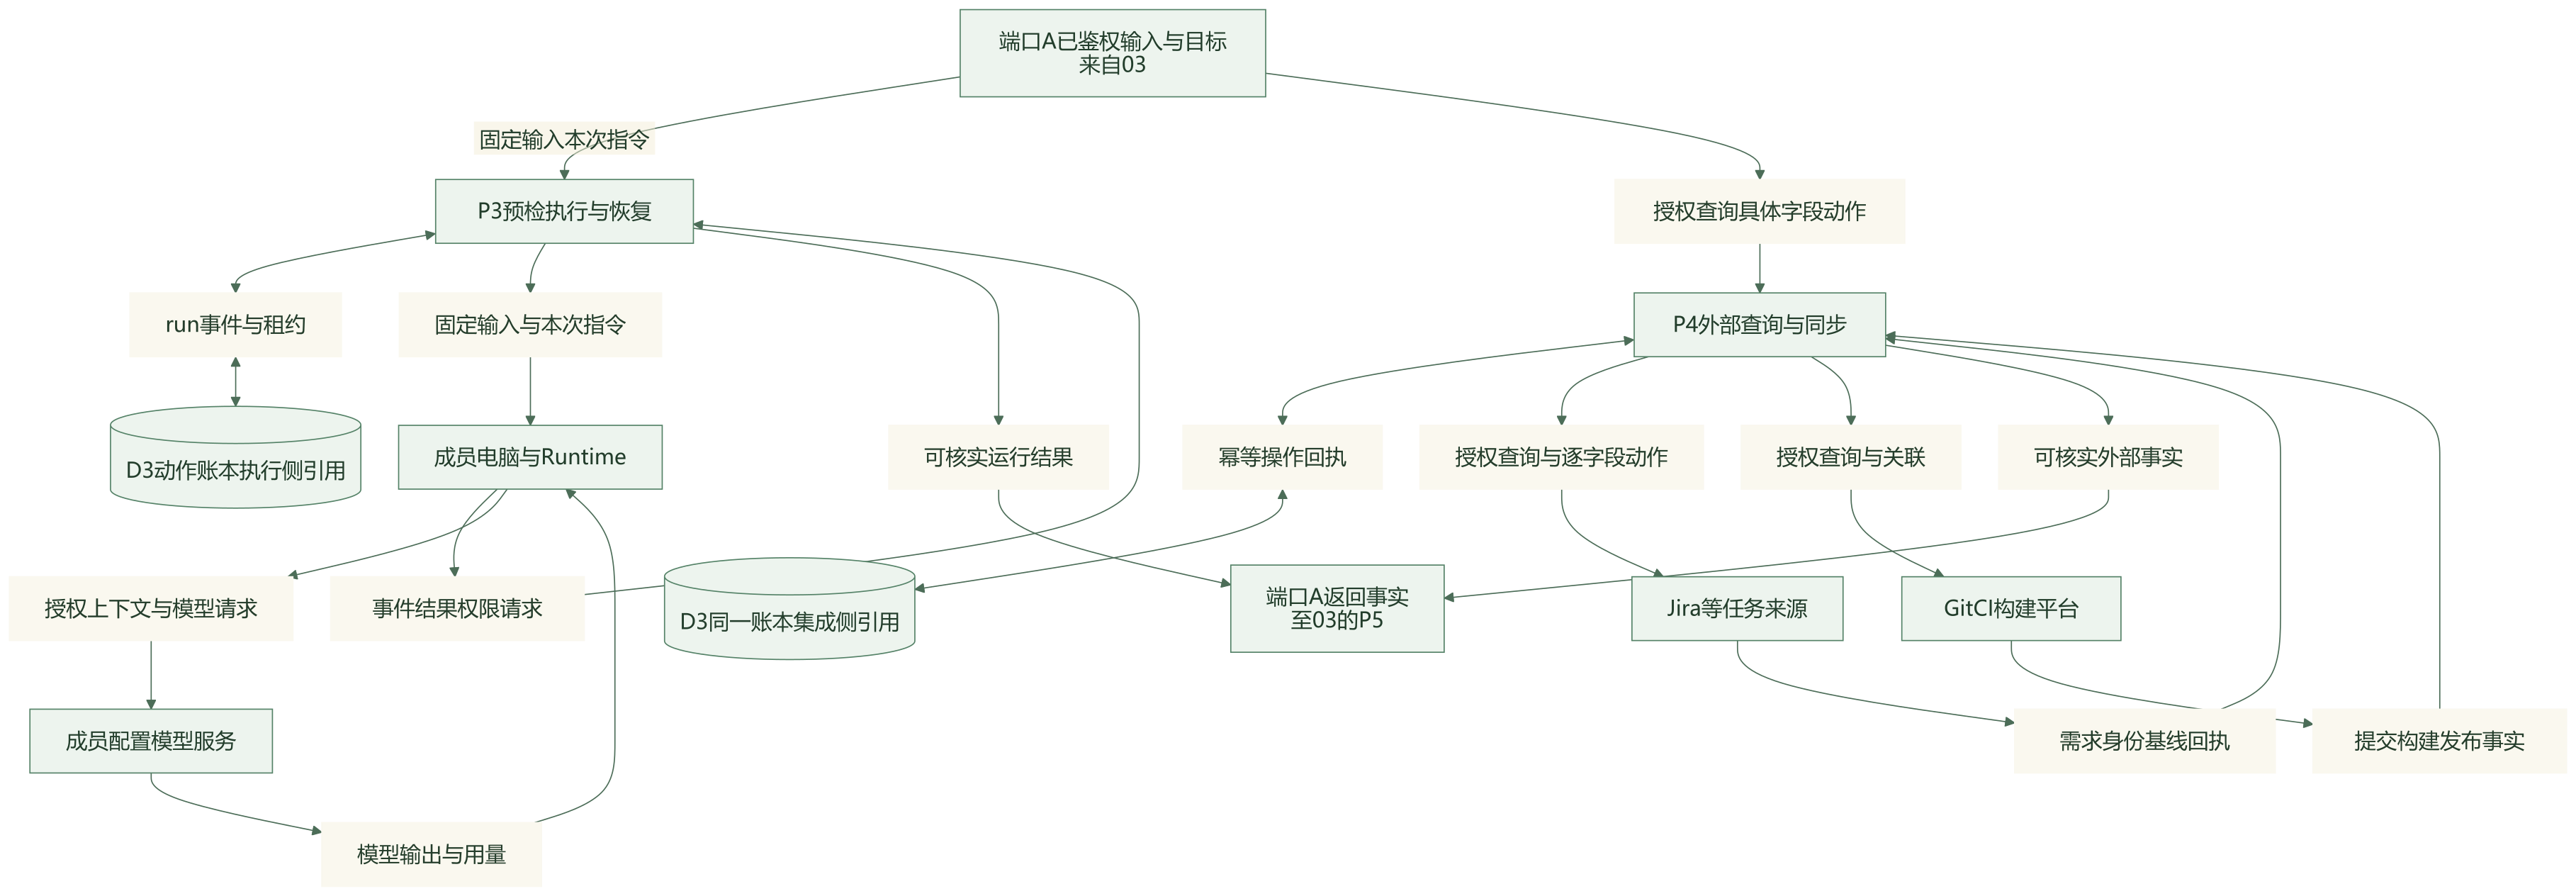 端口A已鉴权输入与目标
来自03
固定输入本次指令
P3预检执行与恢复
授权查询具体字段动作
run事件与租约
固定输入与本次指令
P4外部查询与同步
D3动作账本执行侧引用
成员电脑与Runtime
可核实运行结果
幂等操作回执
授权查询与逐字段动作
授权查询与关联
可核实外部事实
授权上下文与模型请求
事件结果权限请求
D3同一账本集成侧引用
端口A返回事实
至03的P5
Jira等任务来源
GitCI构建平台
成员配置模型服务
需求身份基线回执
提交构建发布事实
模型输出与用量